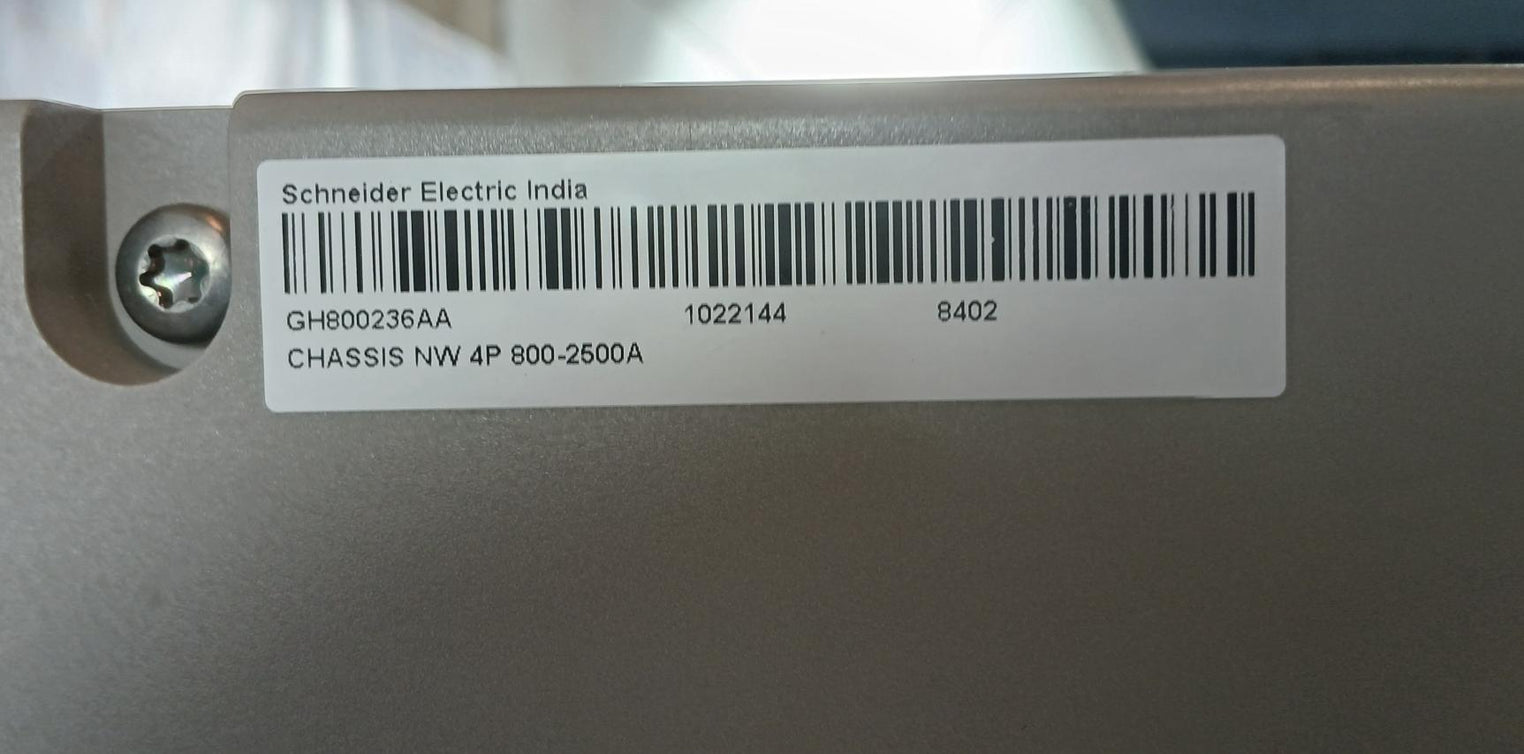 Schneider Electric India
GH800236AA 1022144 8402
CHASSIS NW 4P 800-2500A